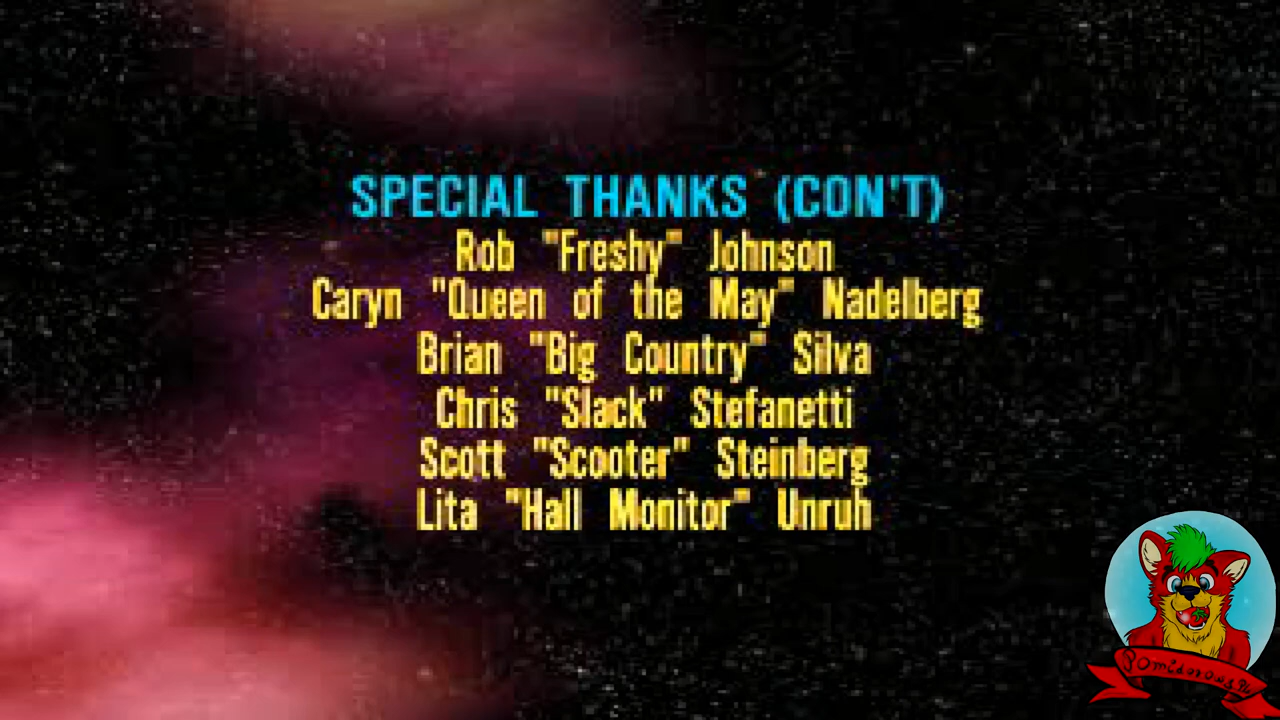 SPECIAL THANKS (CON'T)
Rob "Freshy" Johnson
Caryn "Queen of the May" Nadelberg
Brian "Big Country" Silva
Chris "Slack" Stefanetti
Scott "Scooter" Steinberg
Lita "Hall Monitor" Unruh